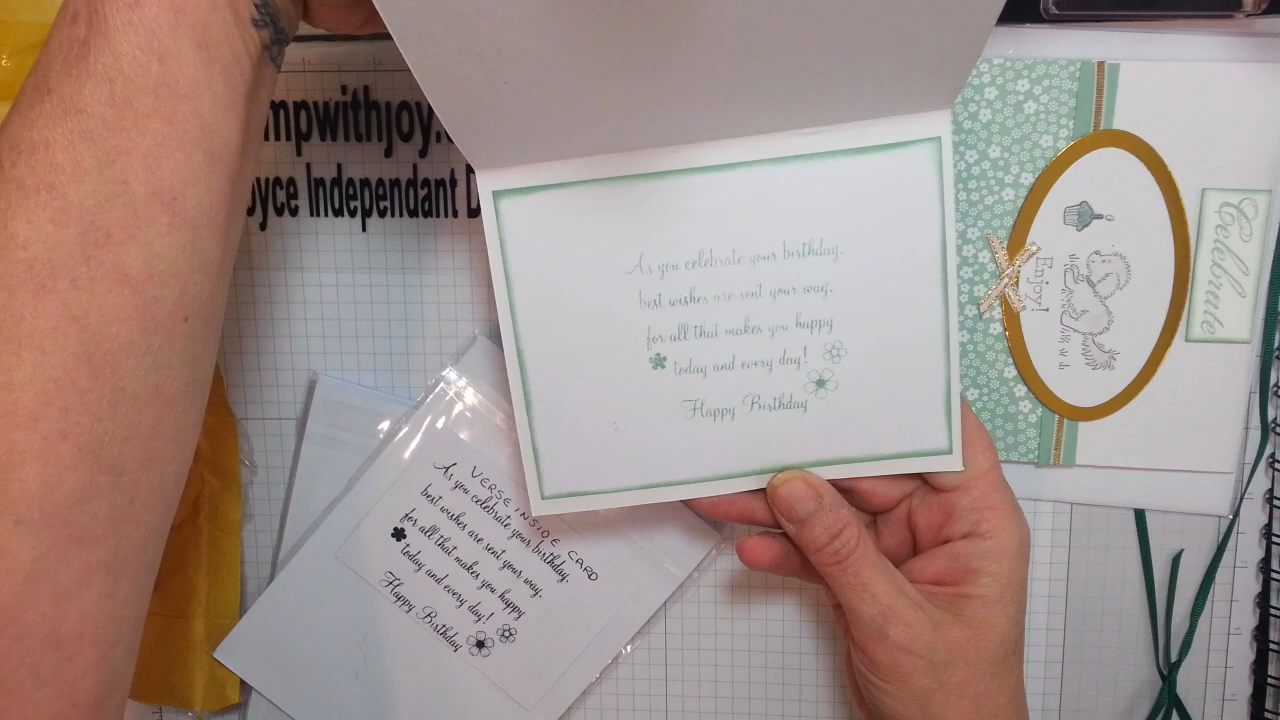 mpwithjoy.
oyce Independant D
As you celebrate your birthday,
best wishes are sent your way,
for all that makes you happy
today and every day!
Happy Birthday
VERSE INSIDE CARD
As you celebrate your birthday,
best wishes are sent your way,
for all that makes you happy
today and every day!
Happy Birthday
Enjoy!
Celebrate